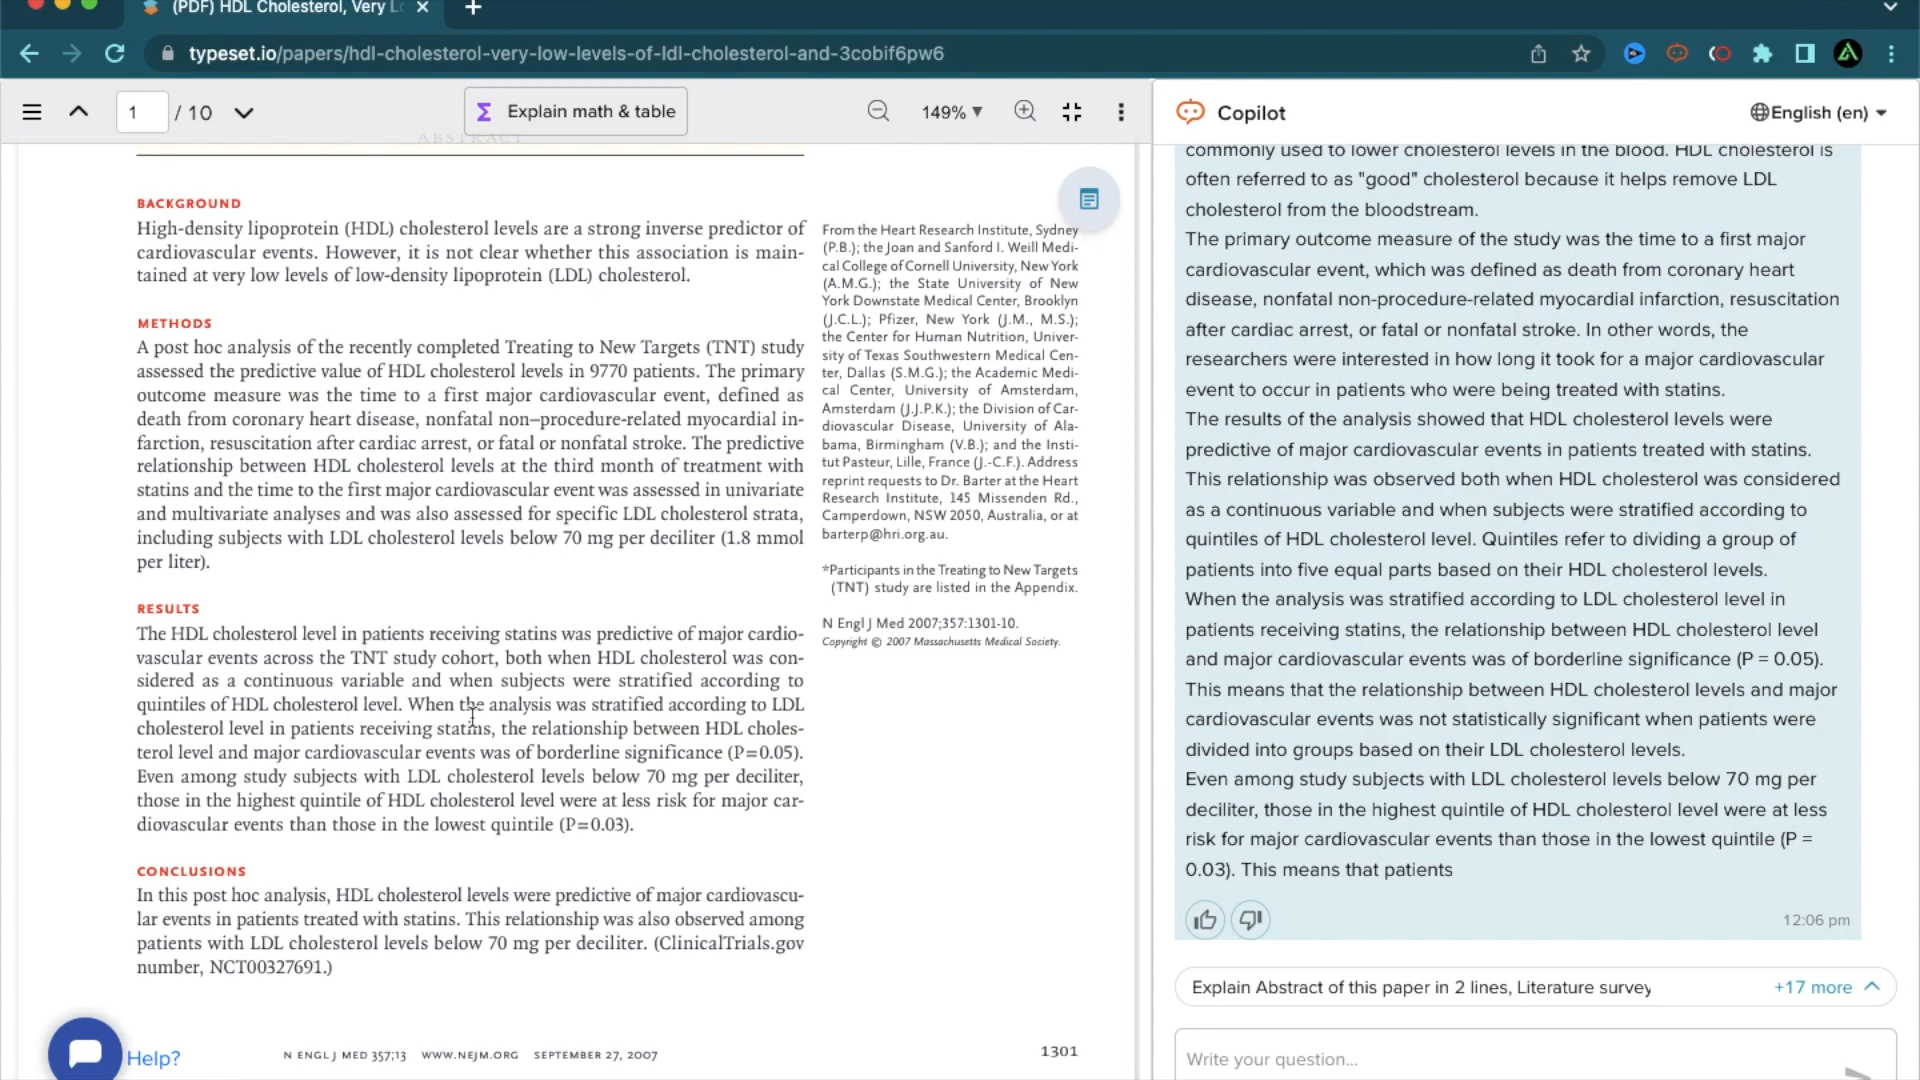 (PDF) HDL Cholesterol, Very Lo
typeset.io/papers/hdl-cholesterol-very-low-levels-of-ldl-cholesterol-and-3cobif6pw6
1 / 10
Explain math & table
149%
ABSTRACT
BACKGROUND
High-density lipoprotein (HDL) cholesterol levels are a strong inverse predictor of
cardiovascular events. However, it is not clear whether this association is main-
tained at very low levels of low-density lipoprotein (LDL) cholesterol.
METHODS
A post hoc analysis of the recently completed Treating to New Targets (TNT) study
assessed the predictive value of HDL cholesterol levels in 9770 patients. The primary
outcome measure was the time to a first major cardiovascular event, defined as
death from coronary heart disease, nonfatal non–procedure-related myocardial in-
farction, resuscitation after cardiac arrest, or fatal or nonfatal stroke. The predictive
relationship between HDL cholesterol levels at the third month of treatment with
statins and the time to the first major cardiovascular event was assessed in univariate
and multivariate analyses and was also assessed for specific LDL cholesterol strata,
including subjects with LDL cholesterol levels below 70 mg per deciliter (1.8 mmol
per liter).
RESULTS
The HDL cholesterol level in patients receiving statins was predictive of major cardio-
vascular events across the TNT study cohort, both when HDL cholesterol was con-
sidered as a continuous variable and when subjects were stratified according to
quintiles of HDL cholesterol level. When the analysis was stratified according to LDL
cholesterol level in patients receiving statins, the relationship between HDL choles-
terol level and major cardiovascular events was of borderline significance (P=0.05).
Even among study subjects with LDL cholesterol levels below 70 mg per deciliter,
those in the highest quintile of HDL cholesterol level were at less risk for major car-
diovascular events than those in the lowest quintile (P=0.03).
CONCLUSIONS
In this post hoc analysis, HDL cholesterol levels were predictive of major cardiovascu-
lar events in patients treated with statins. This relationship was also observed among
patients with LDL cholesterol levels below 70 mg per deciliter. (ClinicalTrials.gov
number, NCT00327691.)
From the Heart Research Institute, Sydney
(P.B.); the Joan and Sanford I. Weill Medi-
cal College of Cornell University, New York
(A.M.G.); the State University of New
York Downstate Medical Center, Brooklyn
(J.C.L.); Pfizer, New York (J.M., M.S.);
the Center for Human Nutrition, Univer-
sity of Texas Southwestern Medical Cen-
ter, Dallas (S.M.G.); the Academic Medi-
cal Center, University of Amsterdam,
Amsterdam (J.J.P.K.); the Division of Car-
diovascular Disease, University of Ala-
bama, Birmingham (V.B.); and the Insti-
tut Pasteur, Lille, France (J.-C.F.). Address
reprint requests to Dr. Barter at the Heart
Research Institute, 145 Missenden Rd.,
Camperdown, NSW 2050, Australia, or at
barterp@hri.org.au.
*Participants in the Treating to New Targets
(TNT) study are listed in the Appendix.
N Engl J Med 2007;357:1301-10.
Copyright © 2007 Massachusetts Medical Society.
Help?
N ENGL J MED 357;13 WWW.NEJM.ORG SEPTEMBER 27, 2007
1301
Copilot
English (en)
commonly used to lower cholesterol levels in the blood. HDL cholesterol is
often referred to as "good" cholesterol because it helps remove LDL
cholesterol from the bloodstream.
The primary outcome measure of the study was the time to a first major
cardiovascular event, which was defined as death from coronary heart
disease, nonfatal non-procedure-related myocardial infarction, resuscitation
after cardiac arrest, or fatal or nonfatal stroke. In other words, the
researchers were interested in how long it took for a major cardiovascular
event to occur in patients who were being treated with statins.
The results of the analysis showed that HDL cholesterol levels were
predictive of major cardiovascular events in patients treated with statins.
This relationship was observed both when HDL cholesterol was considered
as a continuous variable and when subjects were stratified according to
quintiles of HDL cholesterol level. Quintiles refer to dividing a group of
patients into five equal parts based on their HDL cholesterol levels.
When the analysis was stratified according to LDL cholesterol level in
patients receiving statins, the relationship between HDL cholesterol level
and major cardiovascular events was of borderline significance (P = 0.05).
This means that the relationship between HDL cholesterol levels and major
cardiovascular events was not statistically significant when patients were
divided into groups based on their LDL cholesterol levels.
Even among study subjects with LDL cholesterol levels below 70 mg per
deciliter, those in the highest quintile of HDL cholesterol level were at less
risk for major cardiovascular events than those in the lowest quintile (P =
0.03). This means that patients
12:06 pm
Explain Abstract of this paper in 2 lines, Literature survey
+17 more
Write your question...